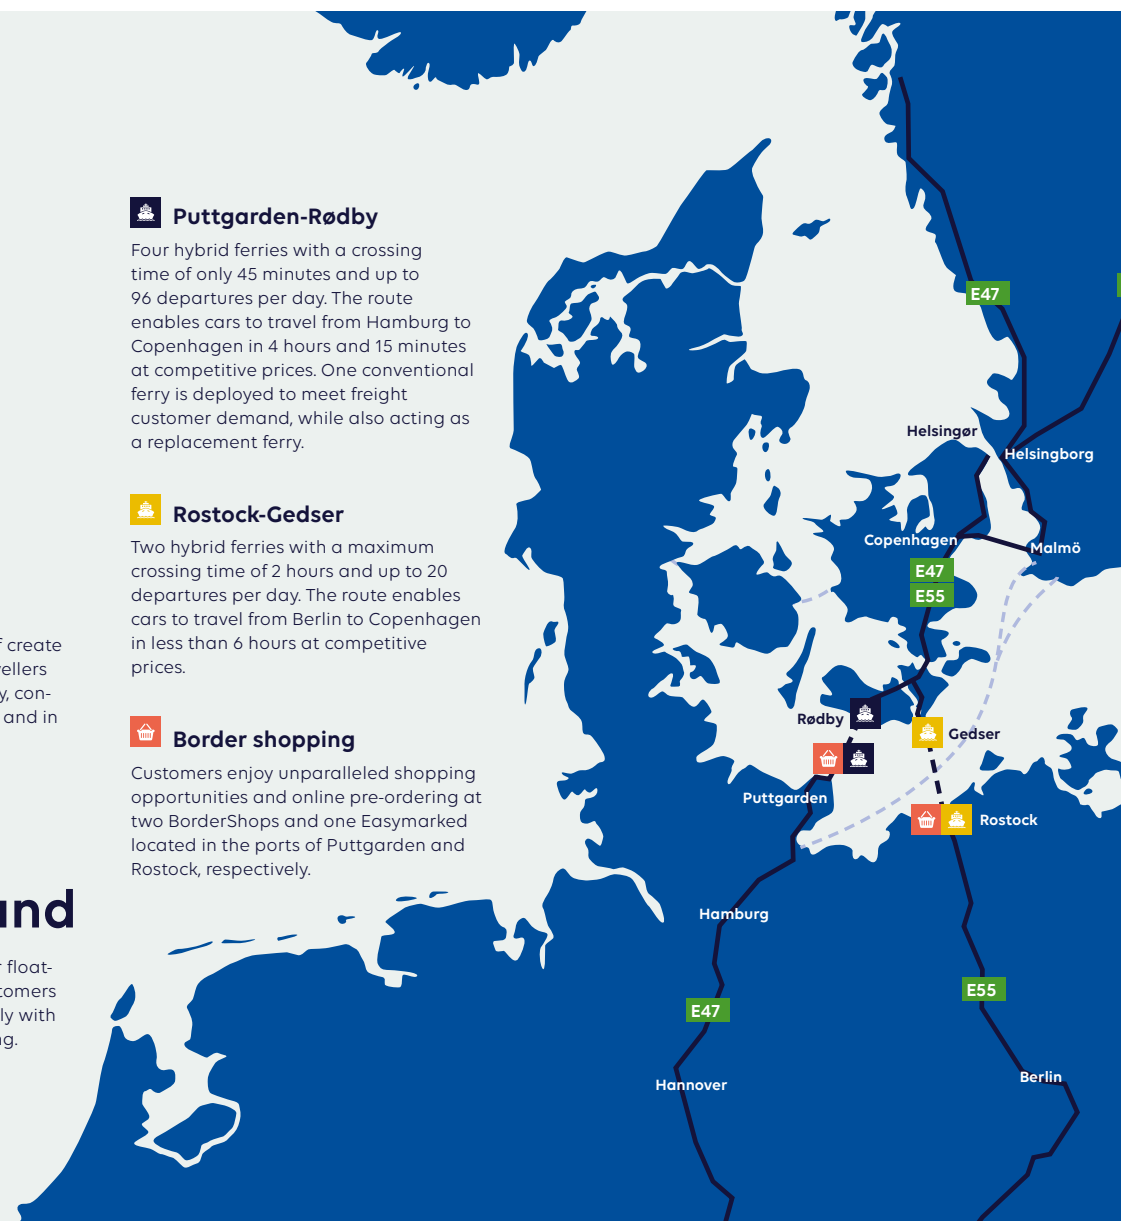 Puttgarden-Rødby
Four hybrid ferries with a crossing
time of only 45 minutes and up to
96 departures per day. The route
enables cars to travel from Hamburg to
Copenhagen in 4 hours and 15 minutes
at competitive prices. One conventional
ferry is deployed to meet freight
customer demand, while also acting as
a replacement ferry.
Rostock-Gedser
Two hybrid ferries with a maximum
crossing time of 2 hours and up to 20
departures per day. The route enables
cars to travel from Berlin to Copenhagen
in less than 6 hours at competitive
prices.
Border shopping
Customers enjoy unparalleled shopping
opportunities and online pre-ordering at
two BorderShops and one Easymarked
located in the ports of Puttgarden and
Rostock, respectively.
create
vellers
y, con-
and in
and
float-
tomers
ly with
g.
E47
Helsingør
Helsingborg
Copenhagen
Malmö
E47
E55
Rødby
Gedser
Puttgarden
Rostock
Hamburg
E55
E47
Berlin
Hannover